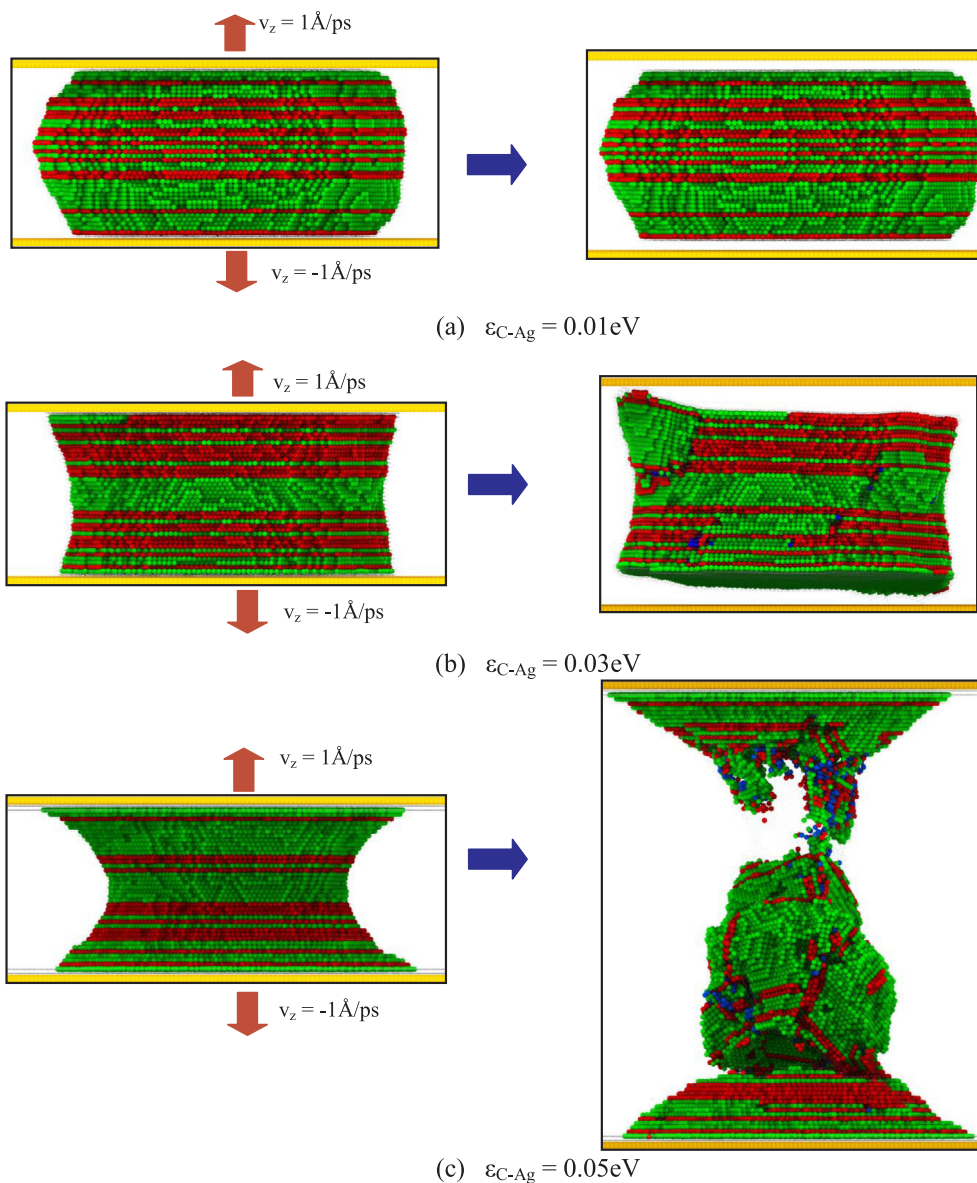 v_z = 1Å/ps
v_z = -1Å/ps
(a) ε_C-Ag = 0.01eV
v_z = 1Å/ps
v_z = -1Å/ps
(b) ε_C-Ag = 0.03eV
v_z = 1Å/ps
v_z = -1Å/ps
(c) ε_C-Ag = 0.05eV